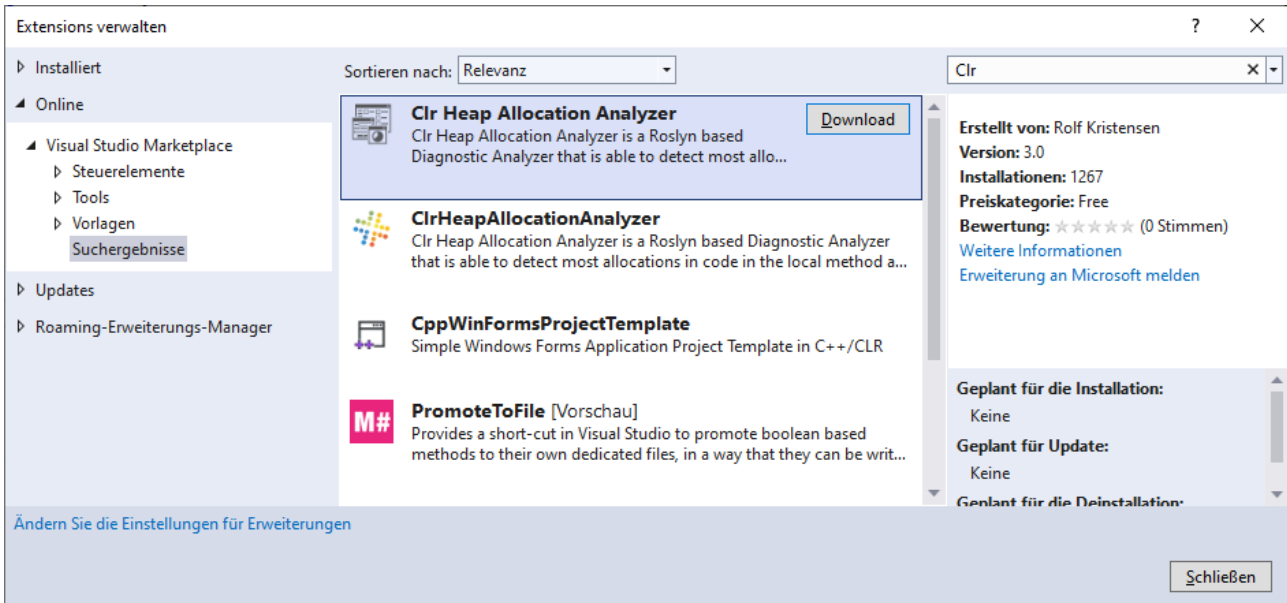 Extensions verwalten
?
Installiert
Online
Visual Studio Marketplace
Steuerelemente
Tools
Vorlagen
Suchergebnisse
Updates
Roaming-Erweiterungs-Manager
Sortieren nach: Relevanz
Clr Heap Allocation Analyzer
Clr Heap Allocation Analyzer is a Roslyn based
Diagnostic Analyzer that is able to detect most allo...
Download
ClrHeapAllocationAnalyzer
Clr Heap Allocation Analyzer is a Roslyn based Diagnostic Analyzer
that is able to detect most allocations in code in the local method a...
CppWinFormsProjectTemplate
Simple Windows Forms Application Project Template in C++/CLR
M#
PromoteToFile [Vorschau]
Provides a short-cut in Visual Studio to promote boolean based
methods to their own dedicated files, in a way that they can be writ...
Clr
Erstellt von: Rolf Kristensen
Version: 3.0
Installationen: 1267
Preiskategorie: Free
Bewertung: (0 Stimmen)
Weitere Informationen
Erweiterung an Microsoft melden
Geplant für die Installation:
Keine
Geplant für Update:
Keine
Geplant für die Deinstallation:
Ändern Sie die Einstellungen für Erweiterungen
Schließen